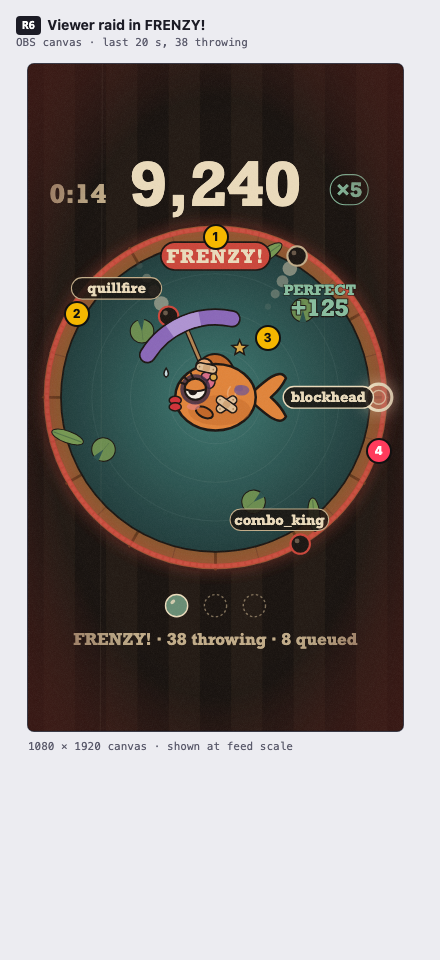 R6 Viewer raid in FRENZY!
OBS canvas · last 20 s, 38 throwing
0:14 9,240 ×5
1
FRENZY!
quillfire
PERFECT
+125
2
3
blockhead
4
combo_king
FRENZY! · 38 throwing · 8 queued
1080 × 1920 canvas · shown at feed scale